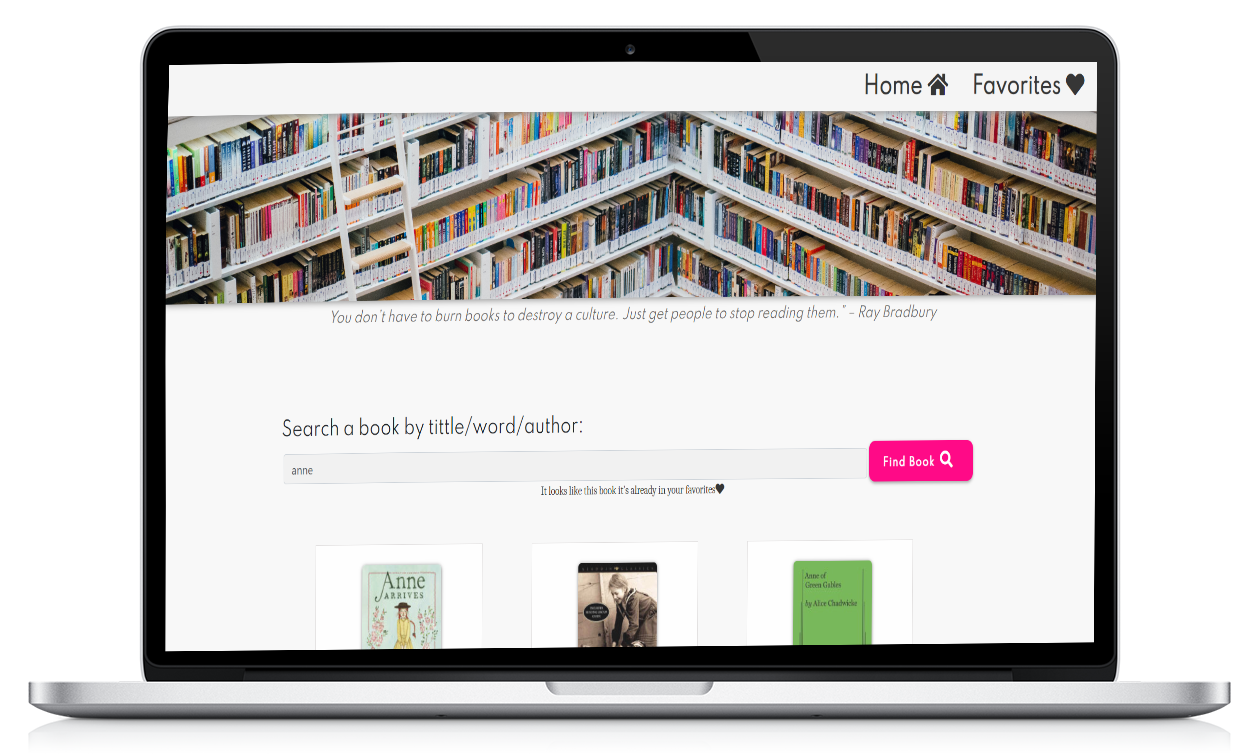 Home Favorites
You don't have to burn books to destroy a culture. Just get people to stop reading them." – Ray Bradbury
Search a book by tittle/word/author:
anne
Find Book
It looks like this book it's already in your favorites
Anne
ARRIVES
Anne of
Green Gables
by Alice Chadwicke